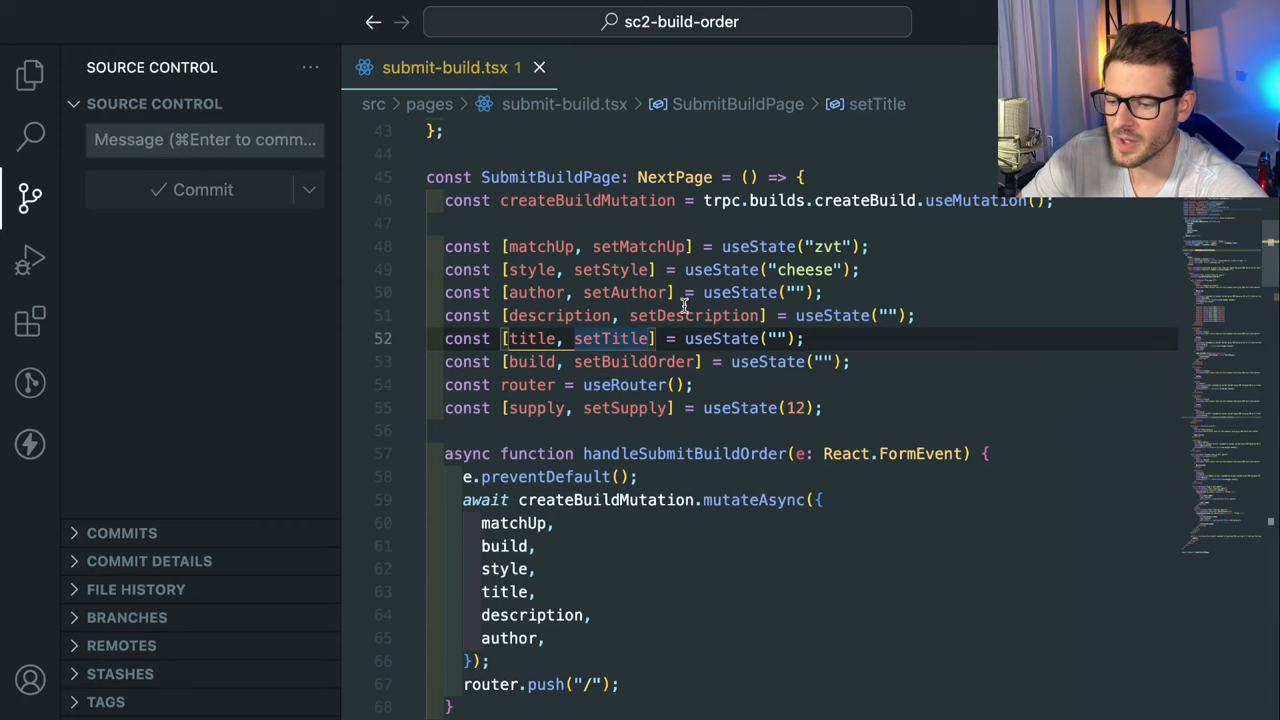 sc2-build-order
SOURCE CONTROL
submit-build.tsx 1
SOURCE CONTROL
src
pages
submit-build.tsx
SubmitBuildPage
setTitle
Message (⌘Enter to comm...
Commit
43 };
44
45 const SubmitBuildPage: NextPage = () => {
46 const createBuildMutation = trpc.builds.createBuild.useMutation();
47
48 const [matchUp, setMatchUp] = useState("zvt");
49 const [style, setStyle] = useState("cheese");
50 const [author, setAuthor] = useState("");
51 const [description, setDescription] = useState("");
52 const [title, setTitle] = useState("");
53 const [build, setBuildOrder] = useState("");
54 const router = useRouter();
55 const [supply, setSupply] = useState(12);
56
57 async function handleSubmitBuildOrder(e: React.FormEvent) {
58 e.preventDefault();
59 await createBuildMutation.mutateAsync({
60 matchUp,
61 build,
62 style,
63 title,
64 description,
65 author,
66 });
67 router.push("/");
68 }
COMMITS
COMMIT DETAILS
FILE HISTORY
BRANCHES
REMOTES
STASHES
TAGS